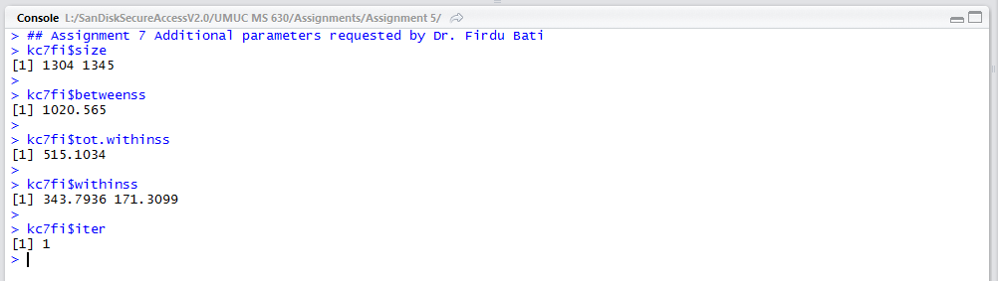 Console L:/SanDiskSecureAccessV2.0/UMUC MS 630/Assignments/Assignment 5/
> ## Assignment 7 Additional parameters requested by Dr. Firdu Bati
> kc7fi$size
[1] 1304 1345
>
> kc7fi$betweenss
[1] 1020.565
>
> kc7fi$tot.withinss
[1] 515.1034
>
> kc7fi$withinss
[1] 343.7936 171.3099
>
> kc7fi$iter
[1] 1
>